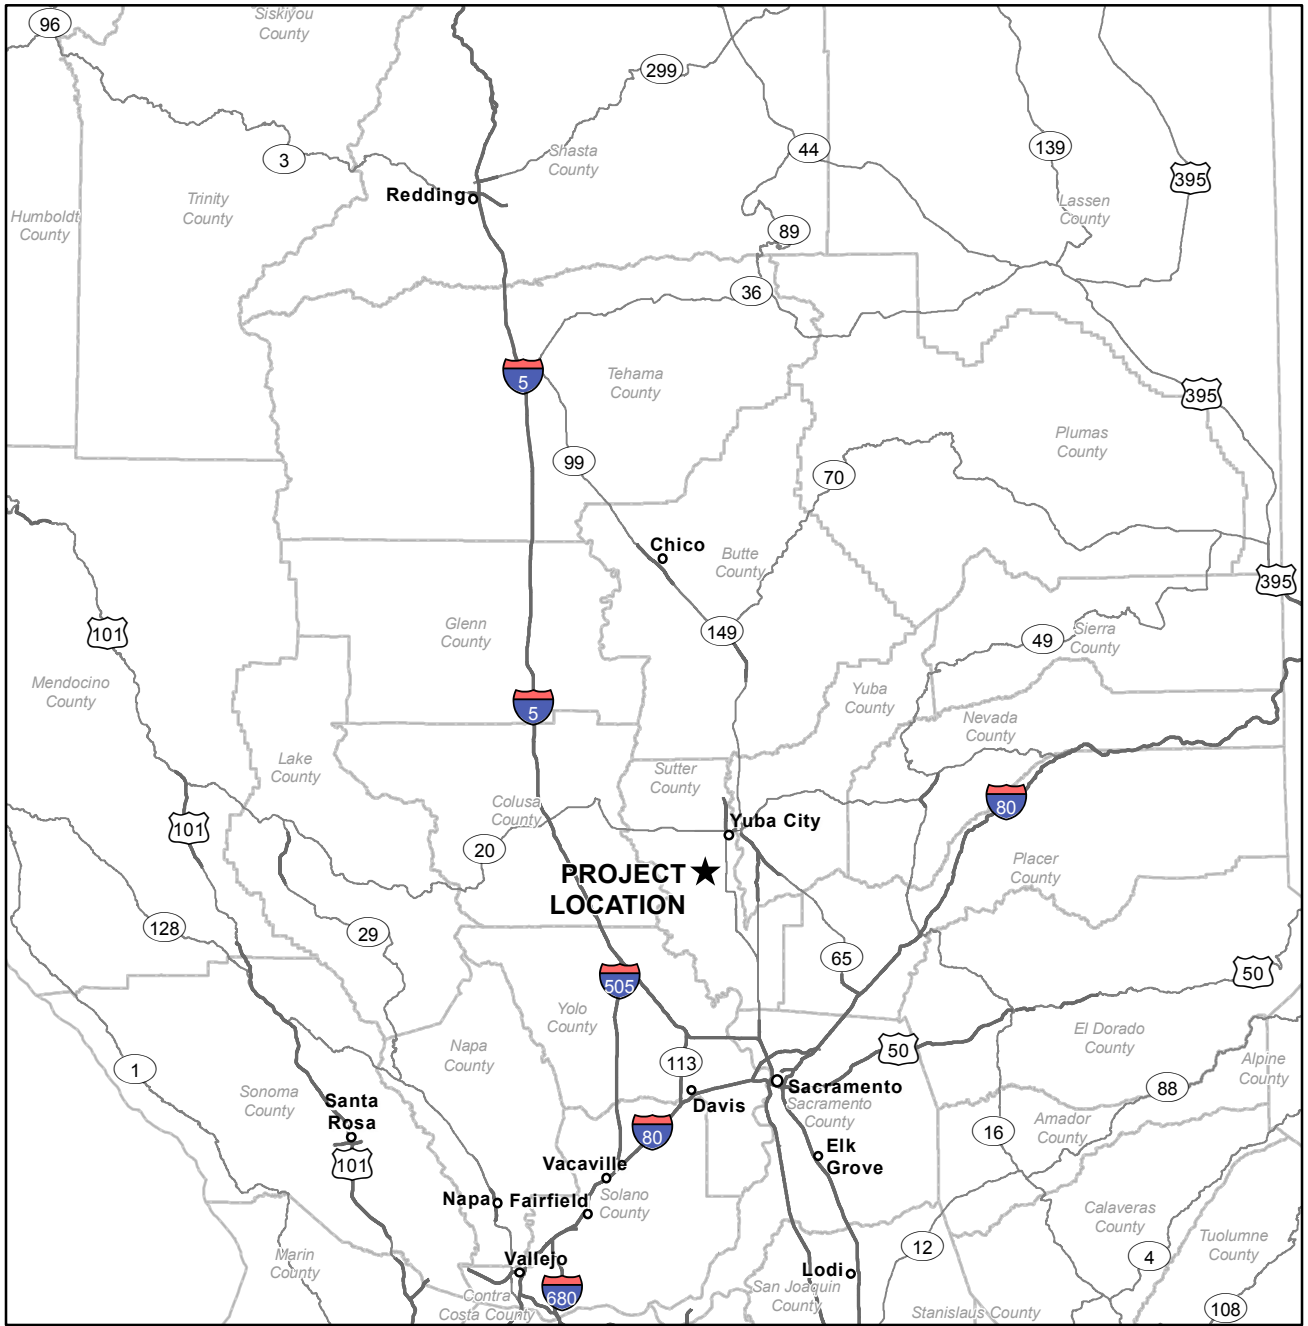 96
Siskiyou
County
299
3
Shasta
County
44
139
395
Redding
Trinity
County
Humboldt
County
Lassen
County
89
36
5
Tehama
County
395
Plumas
County
99
70
Chico
Butte
County
395
101
Glenn
County
149
49
Sierra
County
Mendocino
County
5
Yuba
County
Nevada
County
Lake
County
Sutter
County
Colusa
County
80
101
Yuba City
20
PROJECT
LOCATION
Placer
County
128
29
65
505
50
Yolo
County
Napa
County
50
El Dorado
County
Alpine
County
1
113
88
Sonoma
County
Santa
Rosa
Davis
Sacramento
Sacramento
County
Amador
County
16
80
101
Elk
Grove
Vacaville
Napa
Fairfield
Solano
County
Calaveras
County
Tuolumne
County
12
4
Marin
County
Vallejo
680
Lodi
San Joaquin
County
Contra
Costa County
Stanislaus County
108